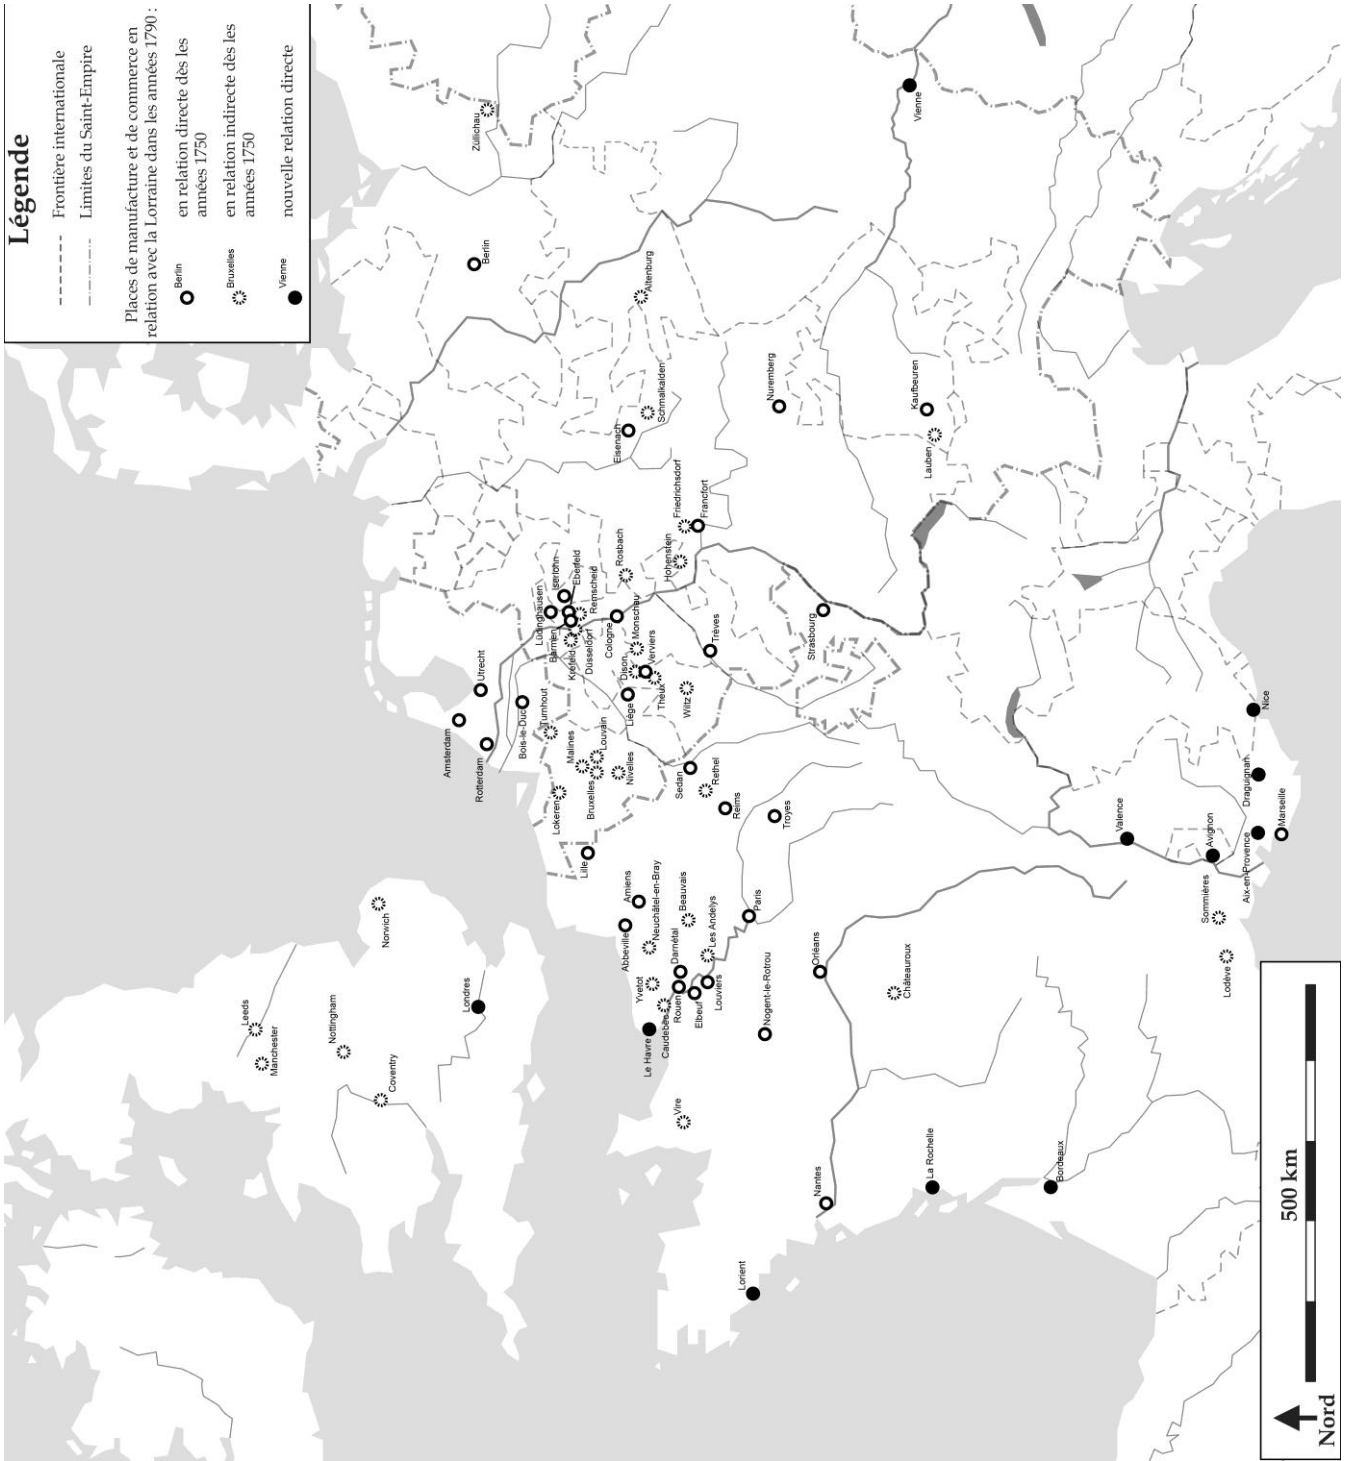 Légende
Frontière internationale
Limites du Saint-Empire
Places de manufacture et de commerce en
relation avec la Lorraine dans les années 1790 :
Berlin
en relation directe dès les
années 1750
Bruxelles
en relation indirecte dès les
années 1750
Vienne
nouvelle relation directe
Züllichau
Berlin
Altenburg
Vienne
Schmalkalden
Eisenach
Nuremberg
Kaufbeuren
Lauben
Friedrichsdorf
Francfort
Hohenstein
Rosbach
Iserlohn
Eberfeld
Remscheid
Lüdinghausen
Barmen
Krefeld
Düsseldorf
Cologne
Monschau
Dison
Verviers
Theux
Liège
Wiltz
Trèves
Strasbourg
Utrecht
Amsterdam
Rotterdam
Bois-le-Duc
Turnhout
Malines
Louvain
Lokeren
Bruxelles
Nivelles
Sedan
Rethel
Reims
Troyes
Lille
Amiens
Abbeville
Neuchâtel-en-Bray
Beauvais
Les Andelys
Paris
Darnétal
Yvetot
Rouen
Caudebec
Elbeuf
Louviers
Le Havre
Vire
Nogent-le-Rotrou
Orléans
Châteauroux
Norwich
Londres
Leeds
Manchester
Nottingham
Coventry
Nantes
La Rochelle
Bordeaux
Lorient
Nice
Draguignan
Marseille
Aix-en-Provence
Valence
Avignon
Sommières
Lodève
500 km
Nord